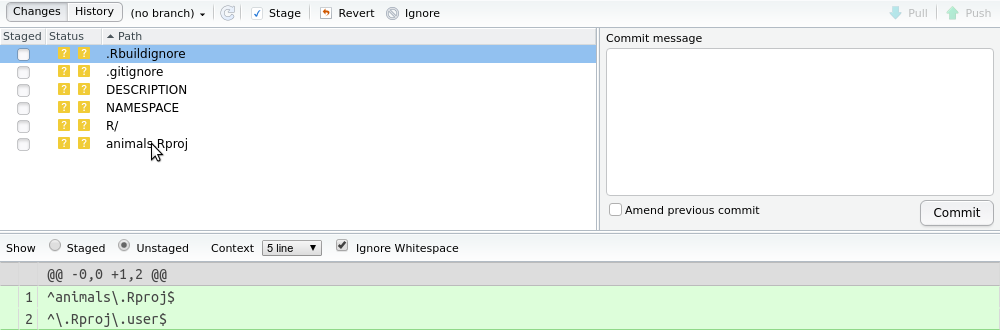 Changes History (no branch) Stage Revert Ignore Pull Push
Staged Status Path
.Rbuildignore
.gitignore
DESCRIPTION
NAMESPACE
R/
animals.Rproj
Commit message
Amend previous commit Commit
Show Staged Unstaged Context 5 line Ignore Whitespace
@@ -0,0 +1,2 @@
1 ^animals\.Rproj$
2 ^\.Rproj\.user$